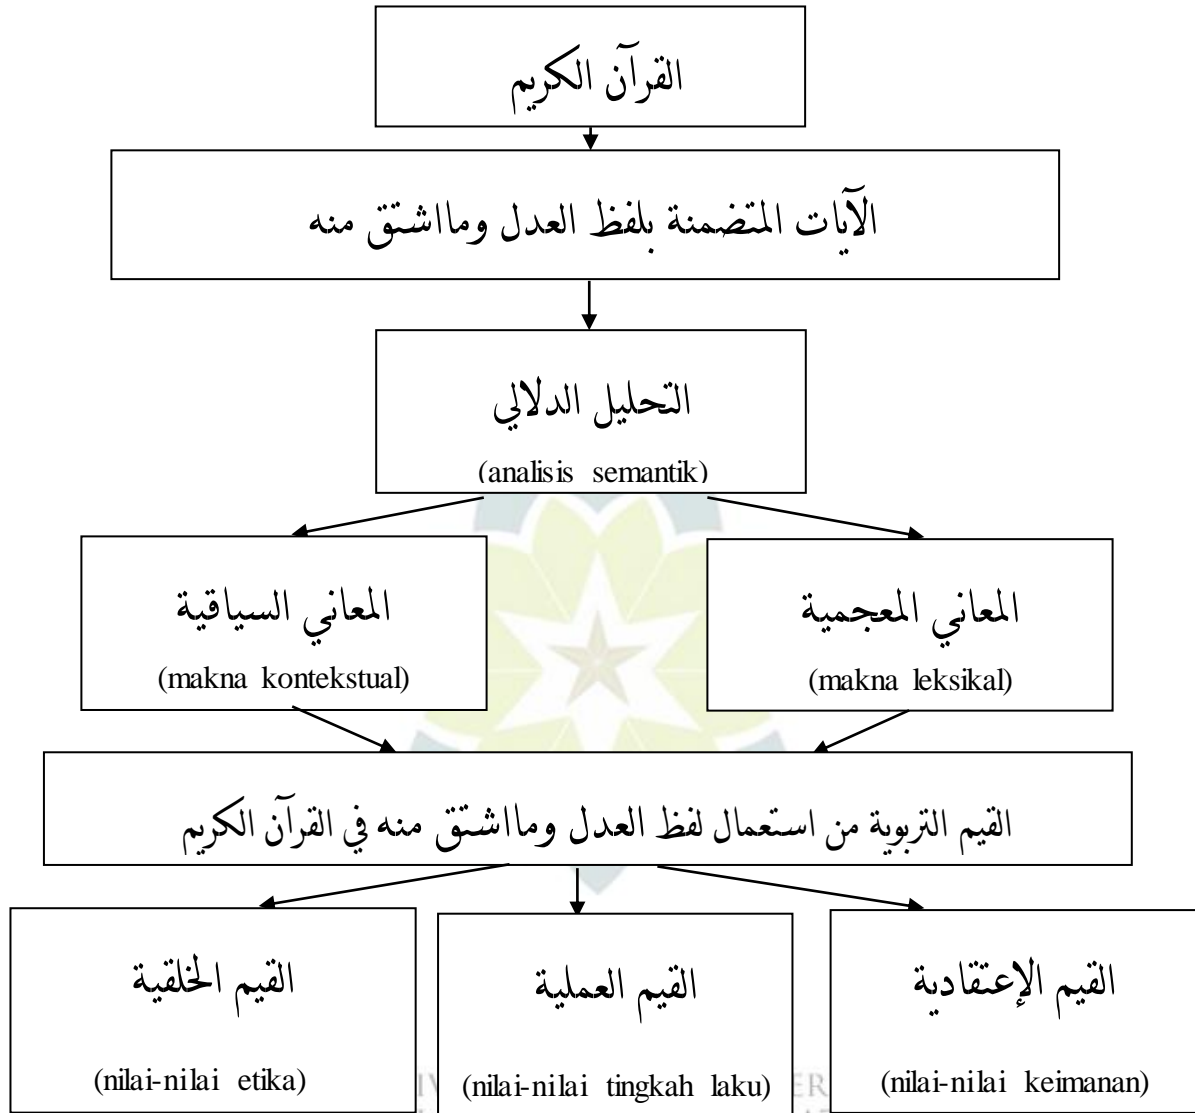 القرآن الكريم
الآيات المتضمنة بلفظ العدل ومااشتق منه
التحليل الدلالي
(analisis semantik)
المعاني المعجمية
(makna leksikal)
المعاني السياقية
(makna kontekstual)
القيم التربوية من استعمال لفظ العدل ومااشتق منه في القرآن الكريم
القيم الإعتقادية
(nilai-nilai keimanan)
القيم العملية
(nilai-nilai tingkah laku)
القيم الخلقية
(nilai-nilai etika)